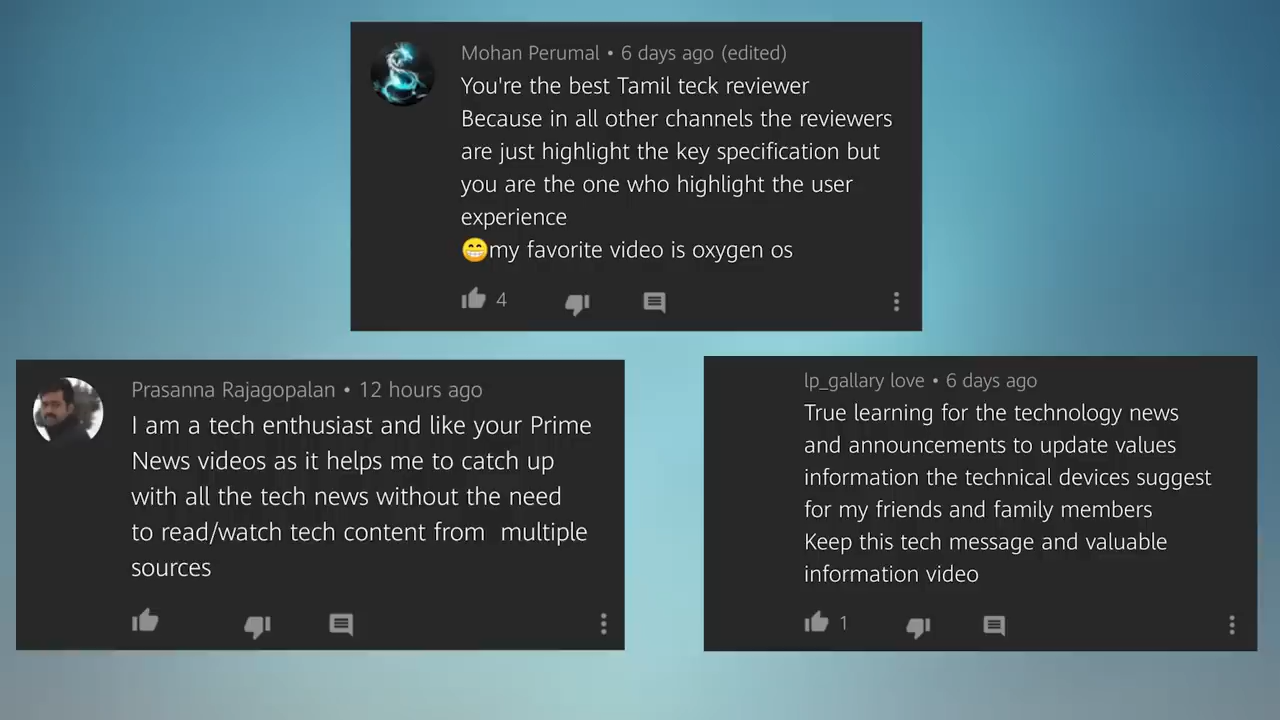 Mohan Perumal • 6 days ago (edited)
You're the best Tamil teck reviewer
Because in all other channels the reviewers
are just highlight the key specification but
you are the one who highlight the user
experience
😁my favorite video is oxygen os
4
Prasanna Rajagopalan • 12 hours ago
I am a tech enthusiast and like your Prime
News videos as it helps me to catch up
with all the tech news without the need
to read/watch tech content from  multiple
sources
lp_gallary love • 6 days ago
True learning for the technology news
and announcements to update values
information the technical devices suggest
for my friends and family members
Keep this tech message and valuable
information video
1